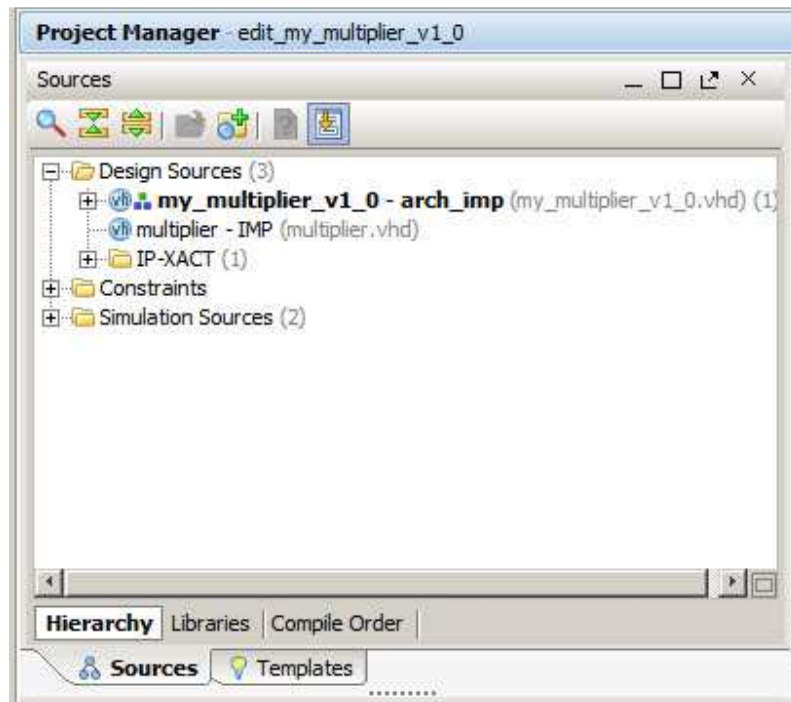 Project Manager - edit_my_multiplier_v1_0
Sources
Design Sources (3)
my_multiplier_v1_0 - arch_imp (my_multiplier_v1_0.vhd) (1)
multiplier - IMP (multiplier.vhd)
IP-XACT (1)
Constraints
Simulation Sources (2)
Hierarchy Libraries Compile Order
Sources Templates